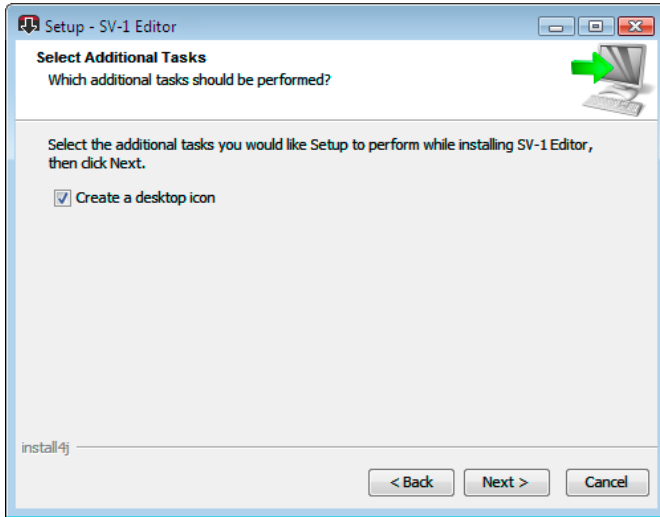 Setup - SV-1 Editor
Select Additional Tasks
Which additional tasks should be performed?
Select the additional tasks you would like Setup to perform while installing SV-1 Editor,
then click Next.
Create a desktop icon
install4j
< Back Next > Cancel